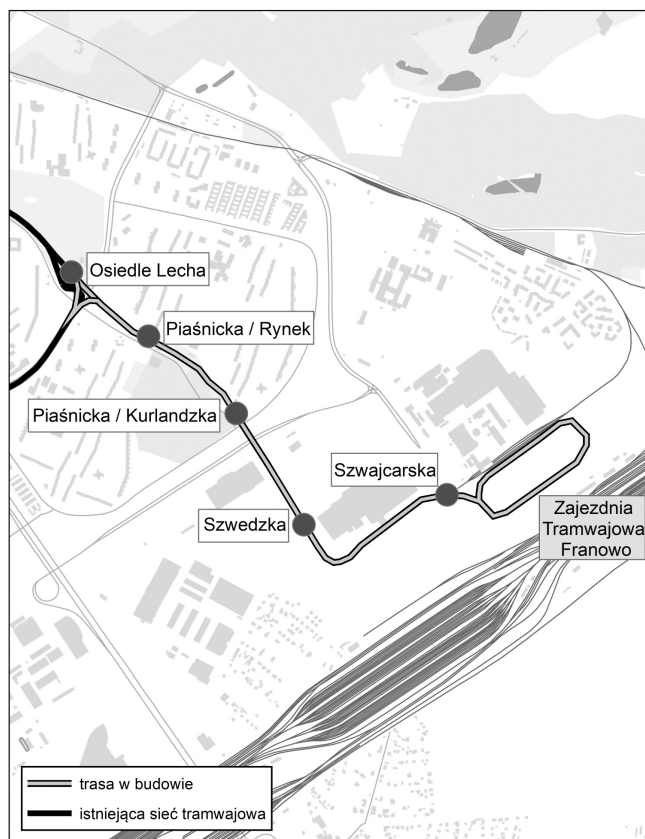 Osiedle Lecha
Piaśnicka / Rynek
Piaśnicka / Kurlandzka
Szwajcarska
Szwedzka
Zajezdnia
Tramwajowa
Franowo
trasa w budowie
istniejąca sieć tramwajowa